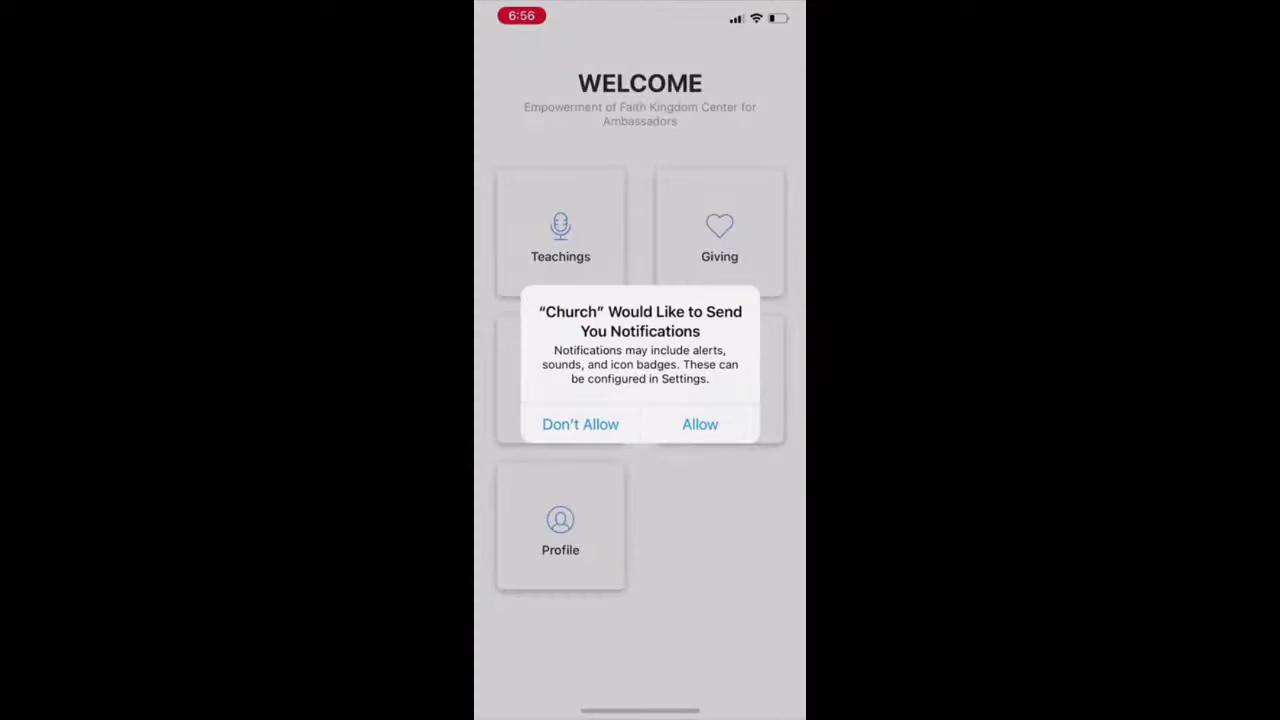 6:56
WELCOME
Empowerment of Faith Kingdom Center for
Ambassadors
Teachings
Giving
“Church” Would Like to Send
You Notifications
Notifications may include alerts,
sounds, and icon badges. These can
be configured in Settings.
Don’t Allow
Allow
Profile